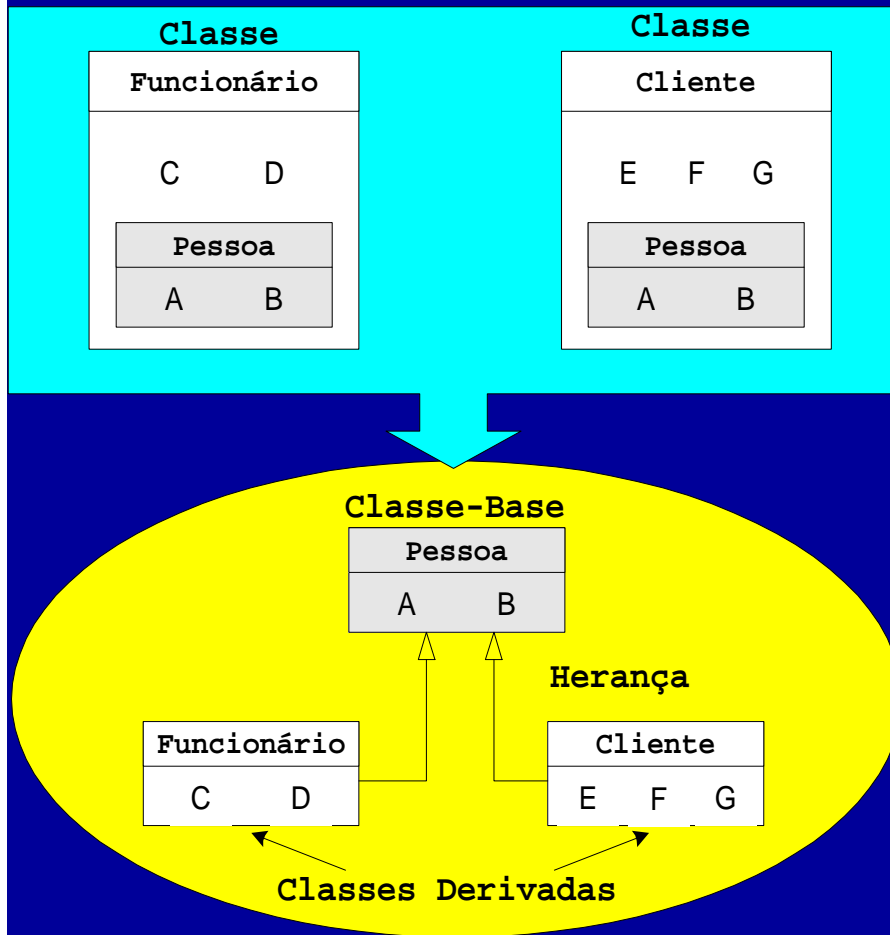 Classe Classe
Funcionário Cliente
C D E F G
Pessoa Pessoa
A B A B
Classe-Base
Pessoa
A B
Herança
Funcionário Cliente
C D E F G
Classes Derivadas